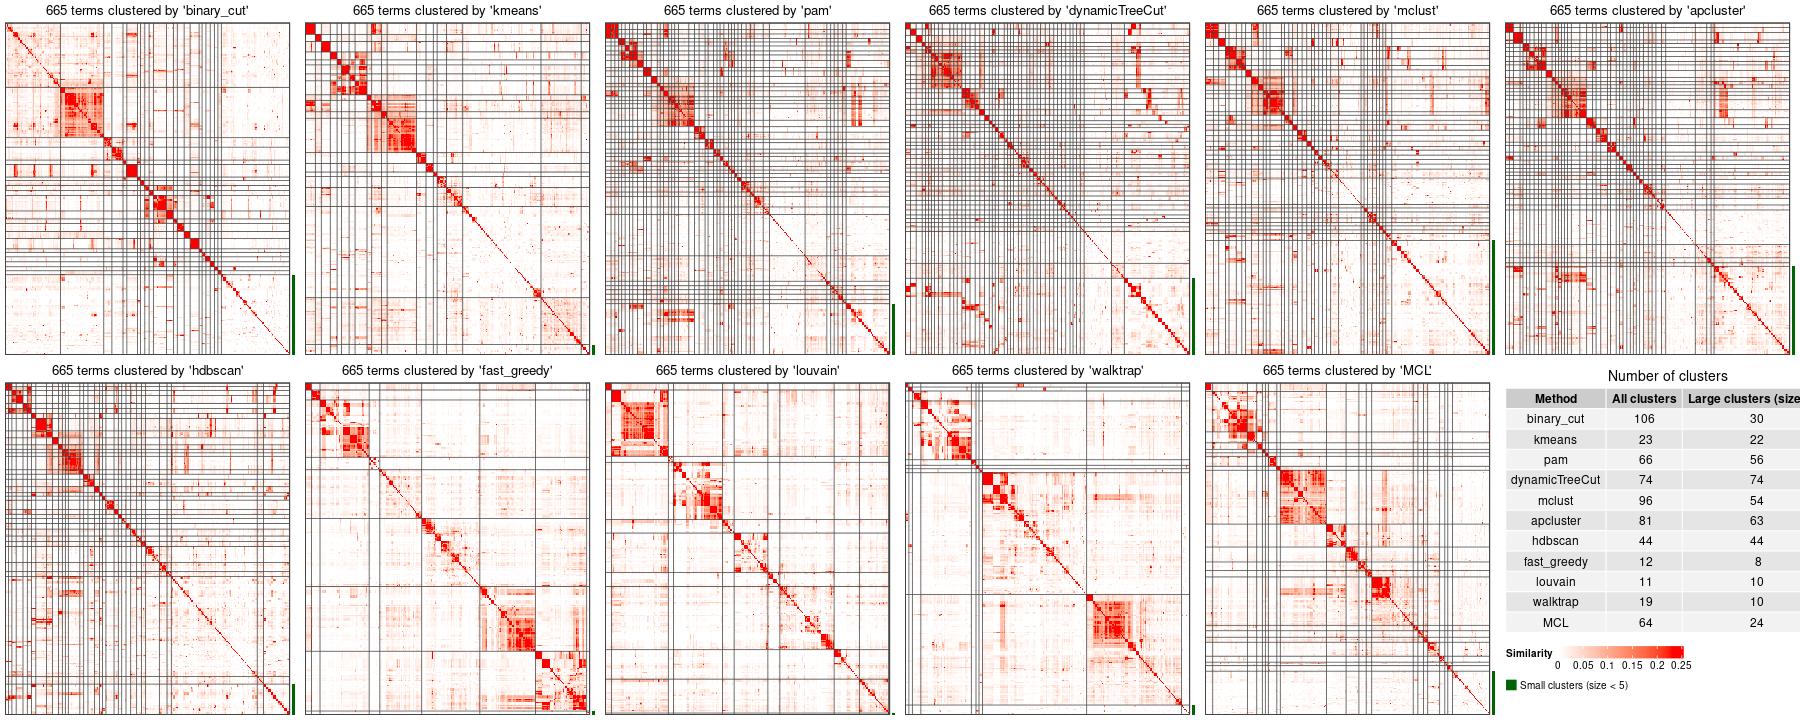 665 terms clustered by 'binary_cut'
665 terms clustered by 'kmeans'
665 terms clustered by 'pam'
665 terms clustered by 'dynamicTreeCut'
665 terms clustered by 'mclust'
665 terms clustered by 'apcluster'
665 terms clustered by 'hdbscan'
665 terms clustered by 'fast_greedy'
665 terms clustered by 'louvain'
665 terms clustered by 'walktrap'
665 terms clustered by 'MCL'
Number of clusters
Method All clusters Large clusters (size
binary_cut 106 30
kmeans 23 22
pam 66 56
dynamicTreeCut 74 74
mclust 96 54
apcluster 81 63
hdbscan 44 44
fast_greedy 12 8
louvain 11 10
walktrap 19 10
MCL 64 24
Similarity
0 0.05 0.1 0.15 0.2 0.25
Small clusters (size < 5)